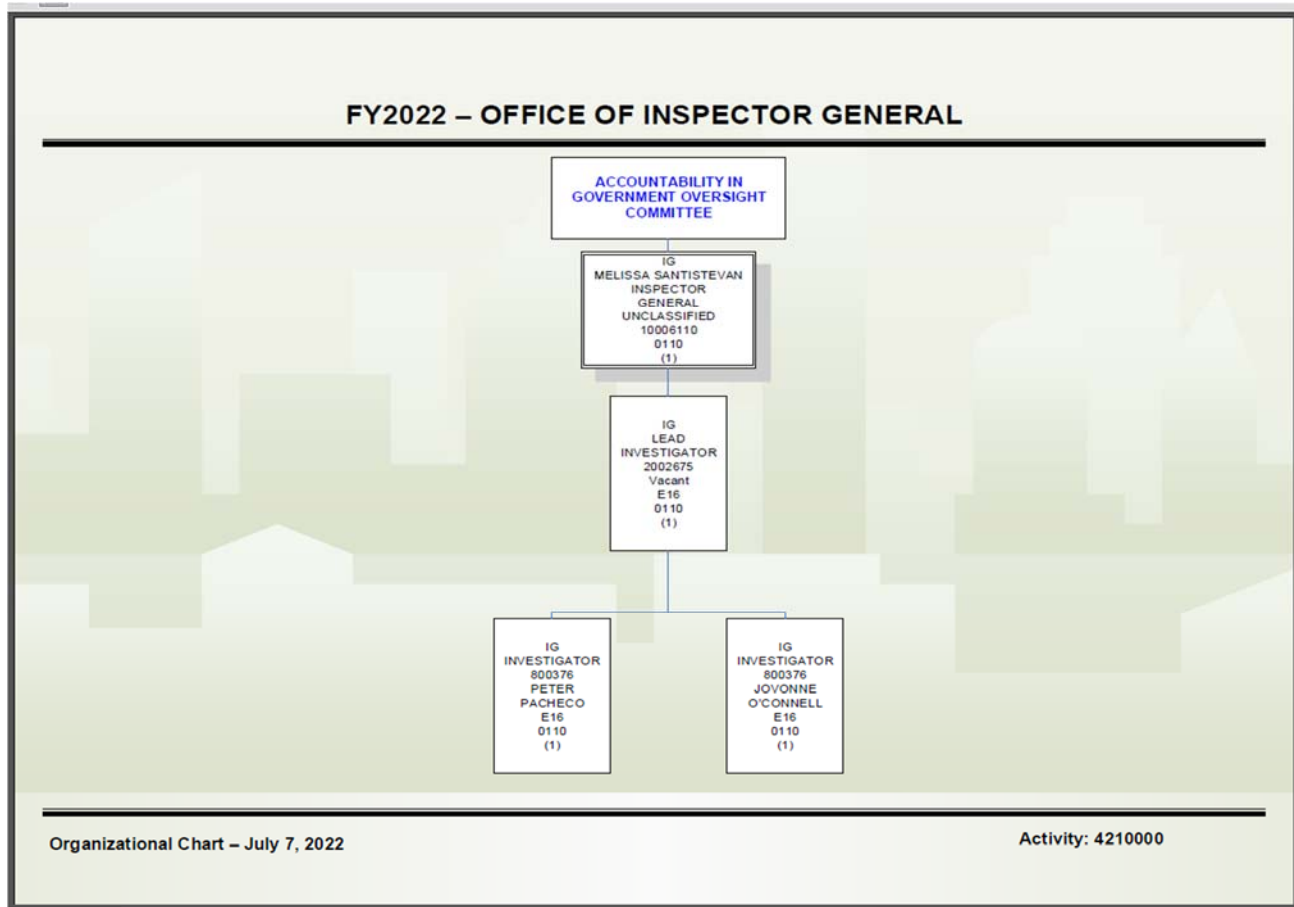 FY2022 – OFFICE OF INSPECTOR GENERAL
ACCOUNTABILITY IN
GOVERNMENT OVERSIGHT
COMMITTEE
IG
MELISSA SANTISTEVAN
INSPECTOR
GENERAL
UNCLASSIFIED
10006110
0110
(1)
IG
LEAD
INVESTIGATOR
2002675
Vacant
E16
0110
(1)
IG
INVESTIGATOR
800376
PETER
PACHECO
E16
0110
(1)
IG
INVESTIGATOR
800376
JOVONNE
O'CONNELL
E16
0110
(1)
Organizational Chart – July 7, 2022
Activity: 4210000